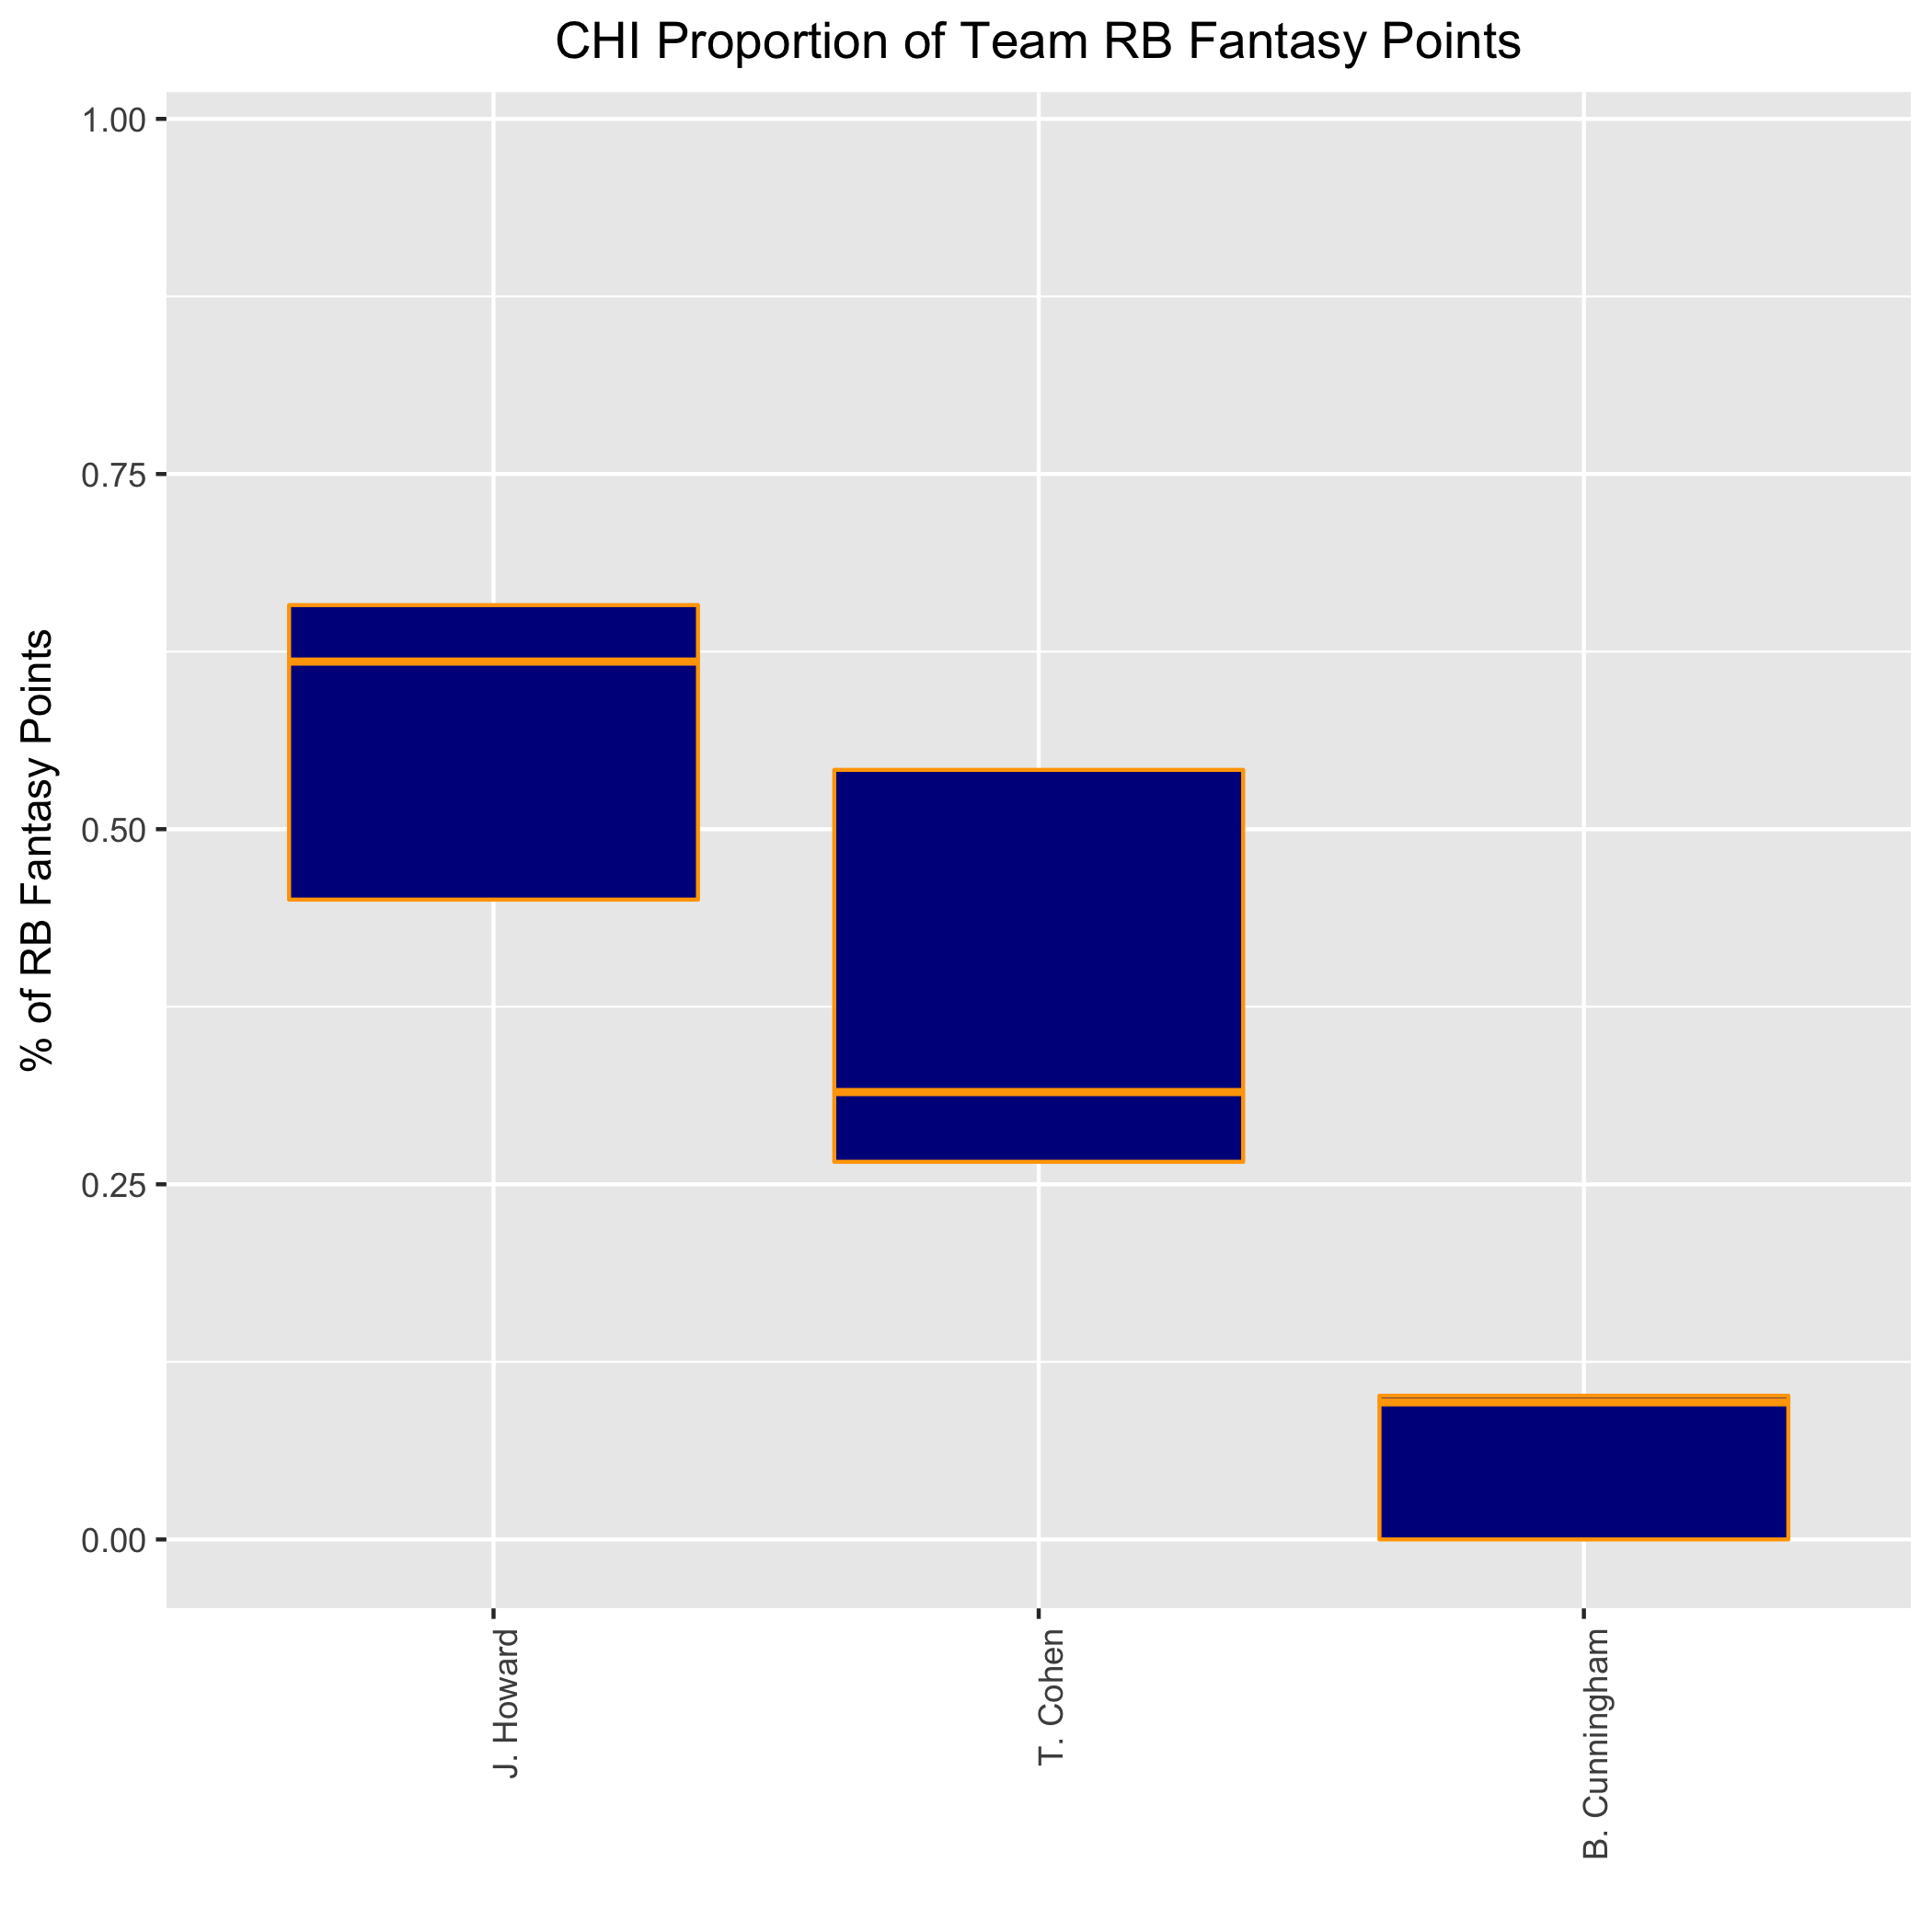 CHI Proportion of Team RB Fantasy Points
% of RB Fantasy Points
1.00
0.75
0.50
0.25
0.00
J. Howard
T. Cohen
B. Cunningham